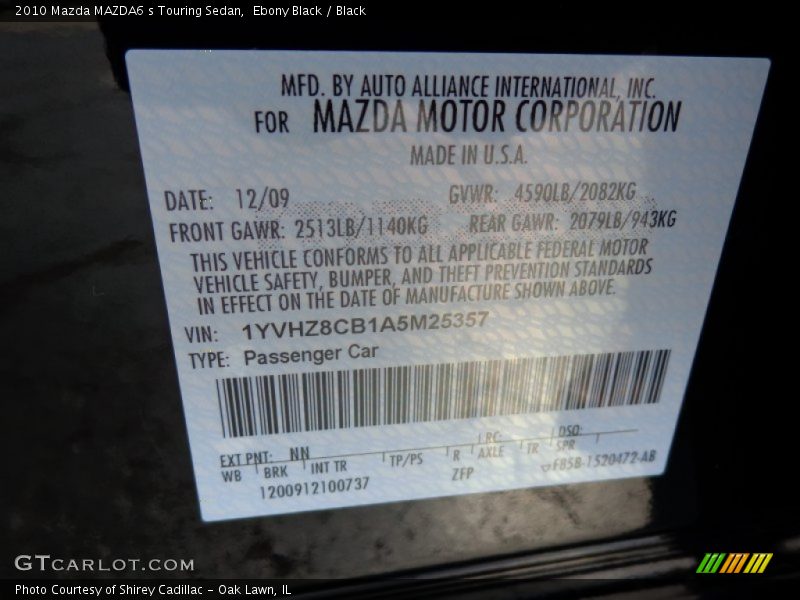 2010 Mazda MAZDA6 s Touring Sedan, Ebony Black / Black
MFD. BY AUTO ALLIANCE INTERNATIONAL, INC.
FOR MAZDA MOTOR CORPORATION
MADE IN U.S.A.
DATE: 12/09 GVWR: 4590LB/2082KG
FRONT GAWR: 2513LB/1140KG REAR GAWR: 2079LB/943KG
THIS VEHICLE CONFORMS TO ALL APPLICABLE FEDERAL MOTOR
VEHICLE SAFETY, BUMPER, AND THEFT PREVENTION STANDARDS
IN EFFECT ON THE DATE OF MANUFACTURE SHOWN ABOVE.
VIN: 1YVHZ8CB1A5M25357
TYPE: Passenger Car
EXT PNT: NN RC: DSO:
WB BRK INT TR TP/PS R AXLE TR SPR
1200912100737 ZFP F85B-1520472-AB
GTCARLOT.COM
Photo Courtesy of Shirey Cadillac - Oak Lawn, IL